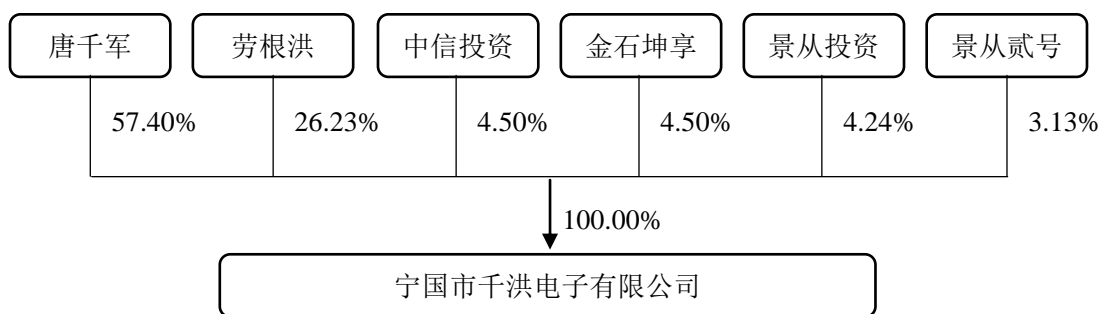 唐千军 劳根洪 中信投资 金石坤享 景从投资 景从贰号
57.40% 26.23% 4.50% 4.50% 4.24% 3.13%
100.00%
宁国市千洪电子有限公司